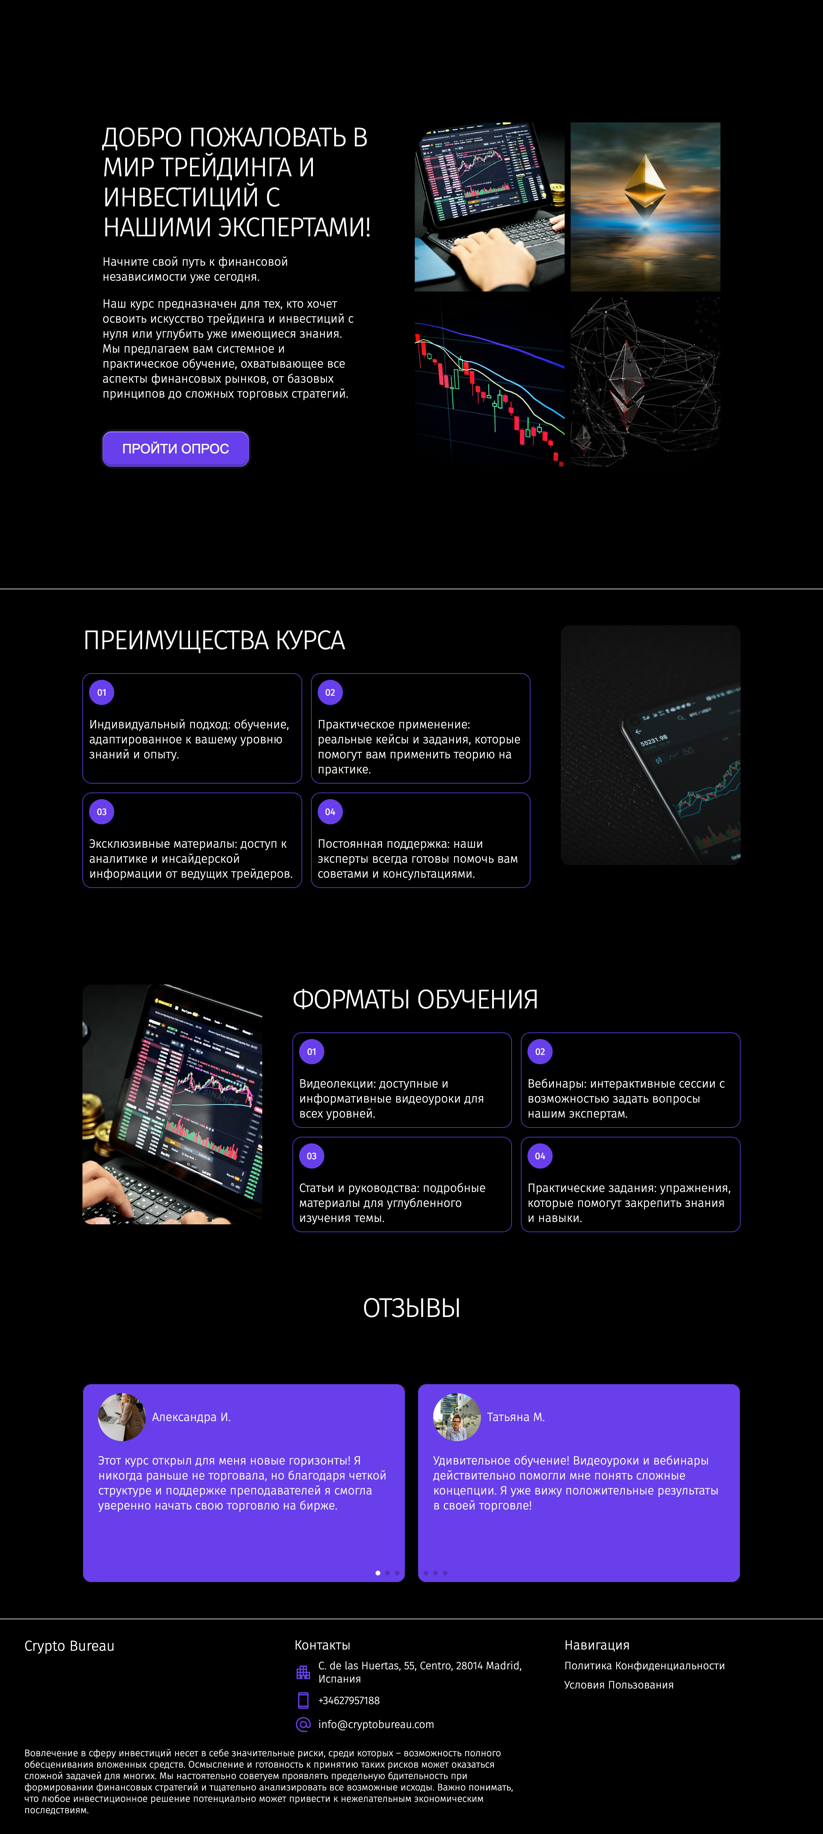 ДОБРО ПОЖАЛОВАТЬ В
МИР ТРЕЙДИНГА И
ИНВЕСТИЦИЙ С
НАШИМИ ЭКСПЕРТАМИ!
Начните свой путь к финансовой
независимости уже сегодня.
Наш курс предназначен для тех, кто хочет
освоить искусство трейдинга и инвестиций с
нуля или углубить уже имеющиеся знания.
Мы предлагаем вам системное и
практическое обучение, охватывающее все
аспекты финансовых рынков, от базовых
принципов до сложных торговых стратегий.
ПРОЙТИ ОПРОС
ПРЕИМУЩЕСТВА КУРСА
01
Индивидуальный подход: обучение,
адаптированное к вашему уровню
знаний и опыту.
02
Практическое применение:
реальные кейсы и задания, которые
помогут вам применить теорию на
практике.
03
Эксклюзивные материалы: доступ к
аналитике и инсайдерской
информации от ведущих трейдеров.
04
Постоянная поддержка: наши
эксперты всегда готовы помочь вам
советами и консультациями.
55231.98
ФОРМАТЫ ОБУЧЕНИЯ
01
Видеолекции: доступные и
информативные видеоуроки для
всех уровней.
02
Вебинары: интерактивные сессии с
возможностью задать вопросы
нашим экспертам.
03
Статьи и руководства: подробные
материалы для углубленного
изучения темы.
04
Практические задания: упражнения,
которые помогут закрепить знания
и навыки.
ОТЗЫВЫ
Александра И.
Этот курс открыл для меня новые горизонты! Я
никогда раньше не торговала, но благодаря четкой
структуре и поддержке преподавателей я смогла
уверенно начать свою торговлю на бирже.
Татьяна М.
Удивительное обучение! Видеоуроки и вебинары
действительно помогли мне понять сложные
концепции. Я уже вижу положительные результаты
в своей торговле!
Crypto Bureau
Контакты
C. de las Huertas, 55, Centro, 28014 Madrid,
Испания
+34627957188
info@cryptobureau.com
Навигация
Политика Конфиденциальности
Условия Пользования
Вовлечение в сферу инвестиций несет в себе значительные риски, среди которых – возможность полного
обесценивания вложенных средств. Осмысление и готовность к принятию таких рисков может оказаться
сложной задачей для многих. Мы настоятельно советуем проявлять предельную бдительность при
формировании финансовых стратегий и тщательно анализировать все возможные исходы. Важно понимать,
что любое инвестиционное решение потенциально может привести к нежелательным экономическим
последствиям.